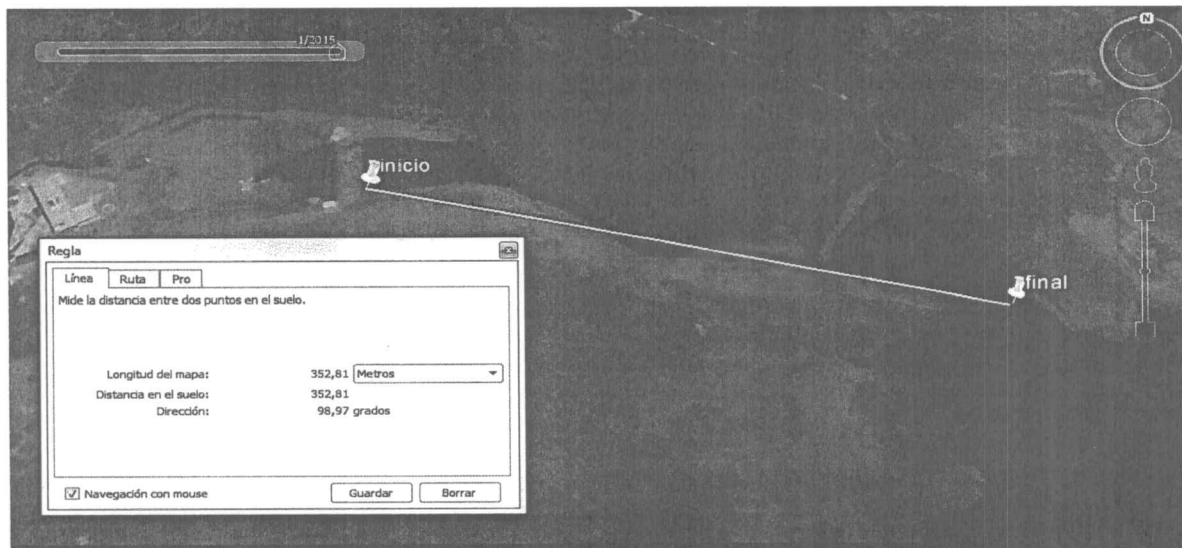 1/2015
N
inicio
final
Regla
Línea Ruta Pro
Mide la distancia entre dos puntos en el suelo.
Longitud del mapa: 352,81 Metros
Distancia en el suelo: 352,81
Dirección: 98,97 grados
Navegación con mouse Guardar Borrar